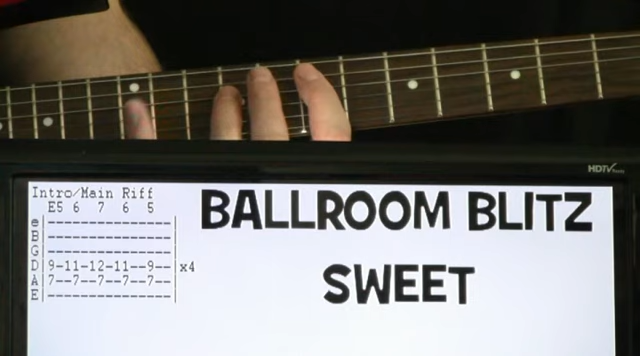 HDTV
Intro/Main Riff
E5 6 7 6 5
e|---------------|
B|---------------|
G|---------------|
D|9-11-12-11--9--| x4
A|7--7--7--7--7--|
E|---------------|
BALLROOM BLITZ
SWEET